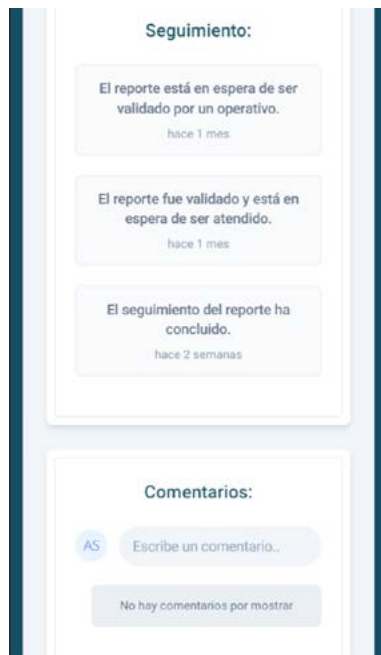 Seguimiento:
El reporte está en espera de ser
validado por un operativo.
hace 1 mes
El reporte fue validado y está en
espera de ser atendido.
hace 1 mes
El seguimiento del reporte ha
concluido.
hace 2 semanas
Comentarios:
AS
Escribe un comentario..
No hay comentarios por mostrar